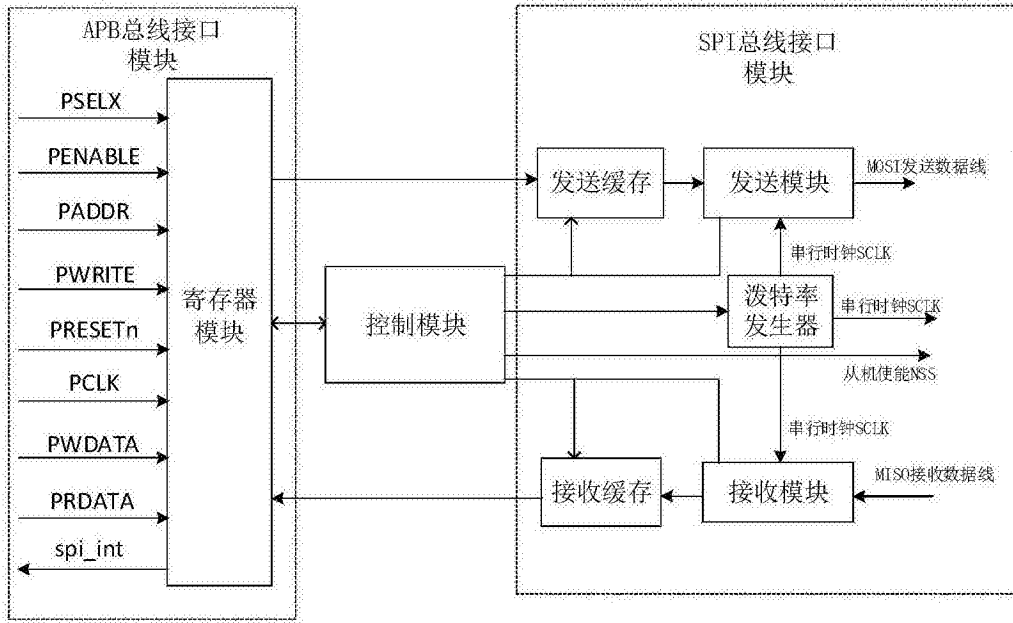 APB总线接口
模块
PSELX
PENABLE
PADDR
PWRITE
PRESETn
PCLK
PWDATA
PRDATA
spi_int
寄存器
模块
控制模块
SPI总线接口
模块
发送缓存
发送模块
MOSI发送数据线
串行时钟SCLK
泼特率
发生器
串行时钟SCLK
从机使能NSS
串行时钟SCLK
接收缓存
接收模块
MISO接收数据线